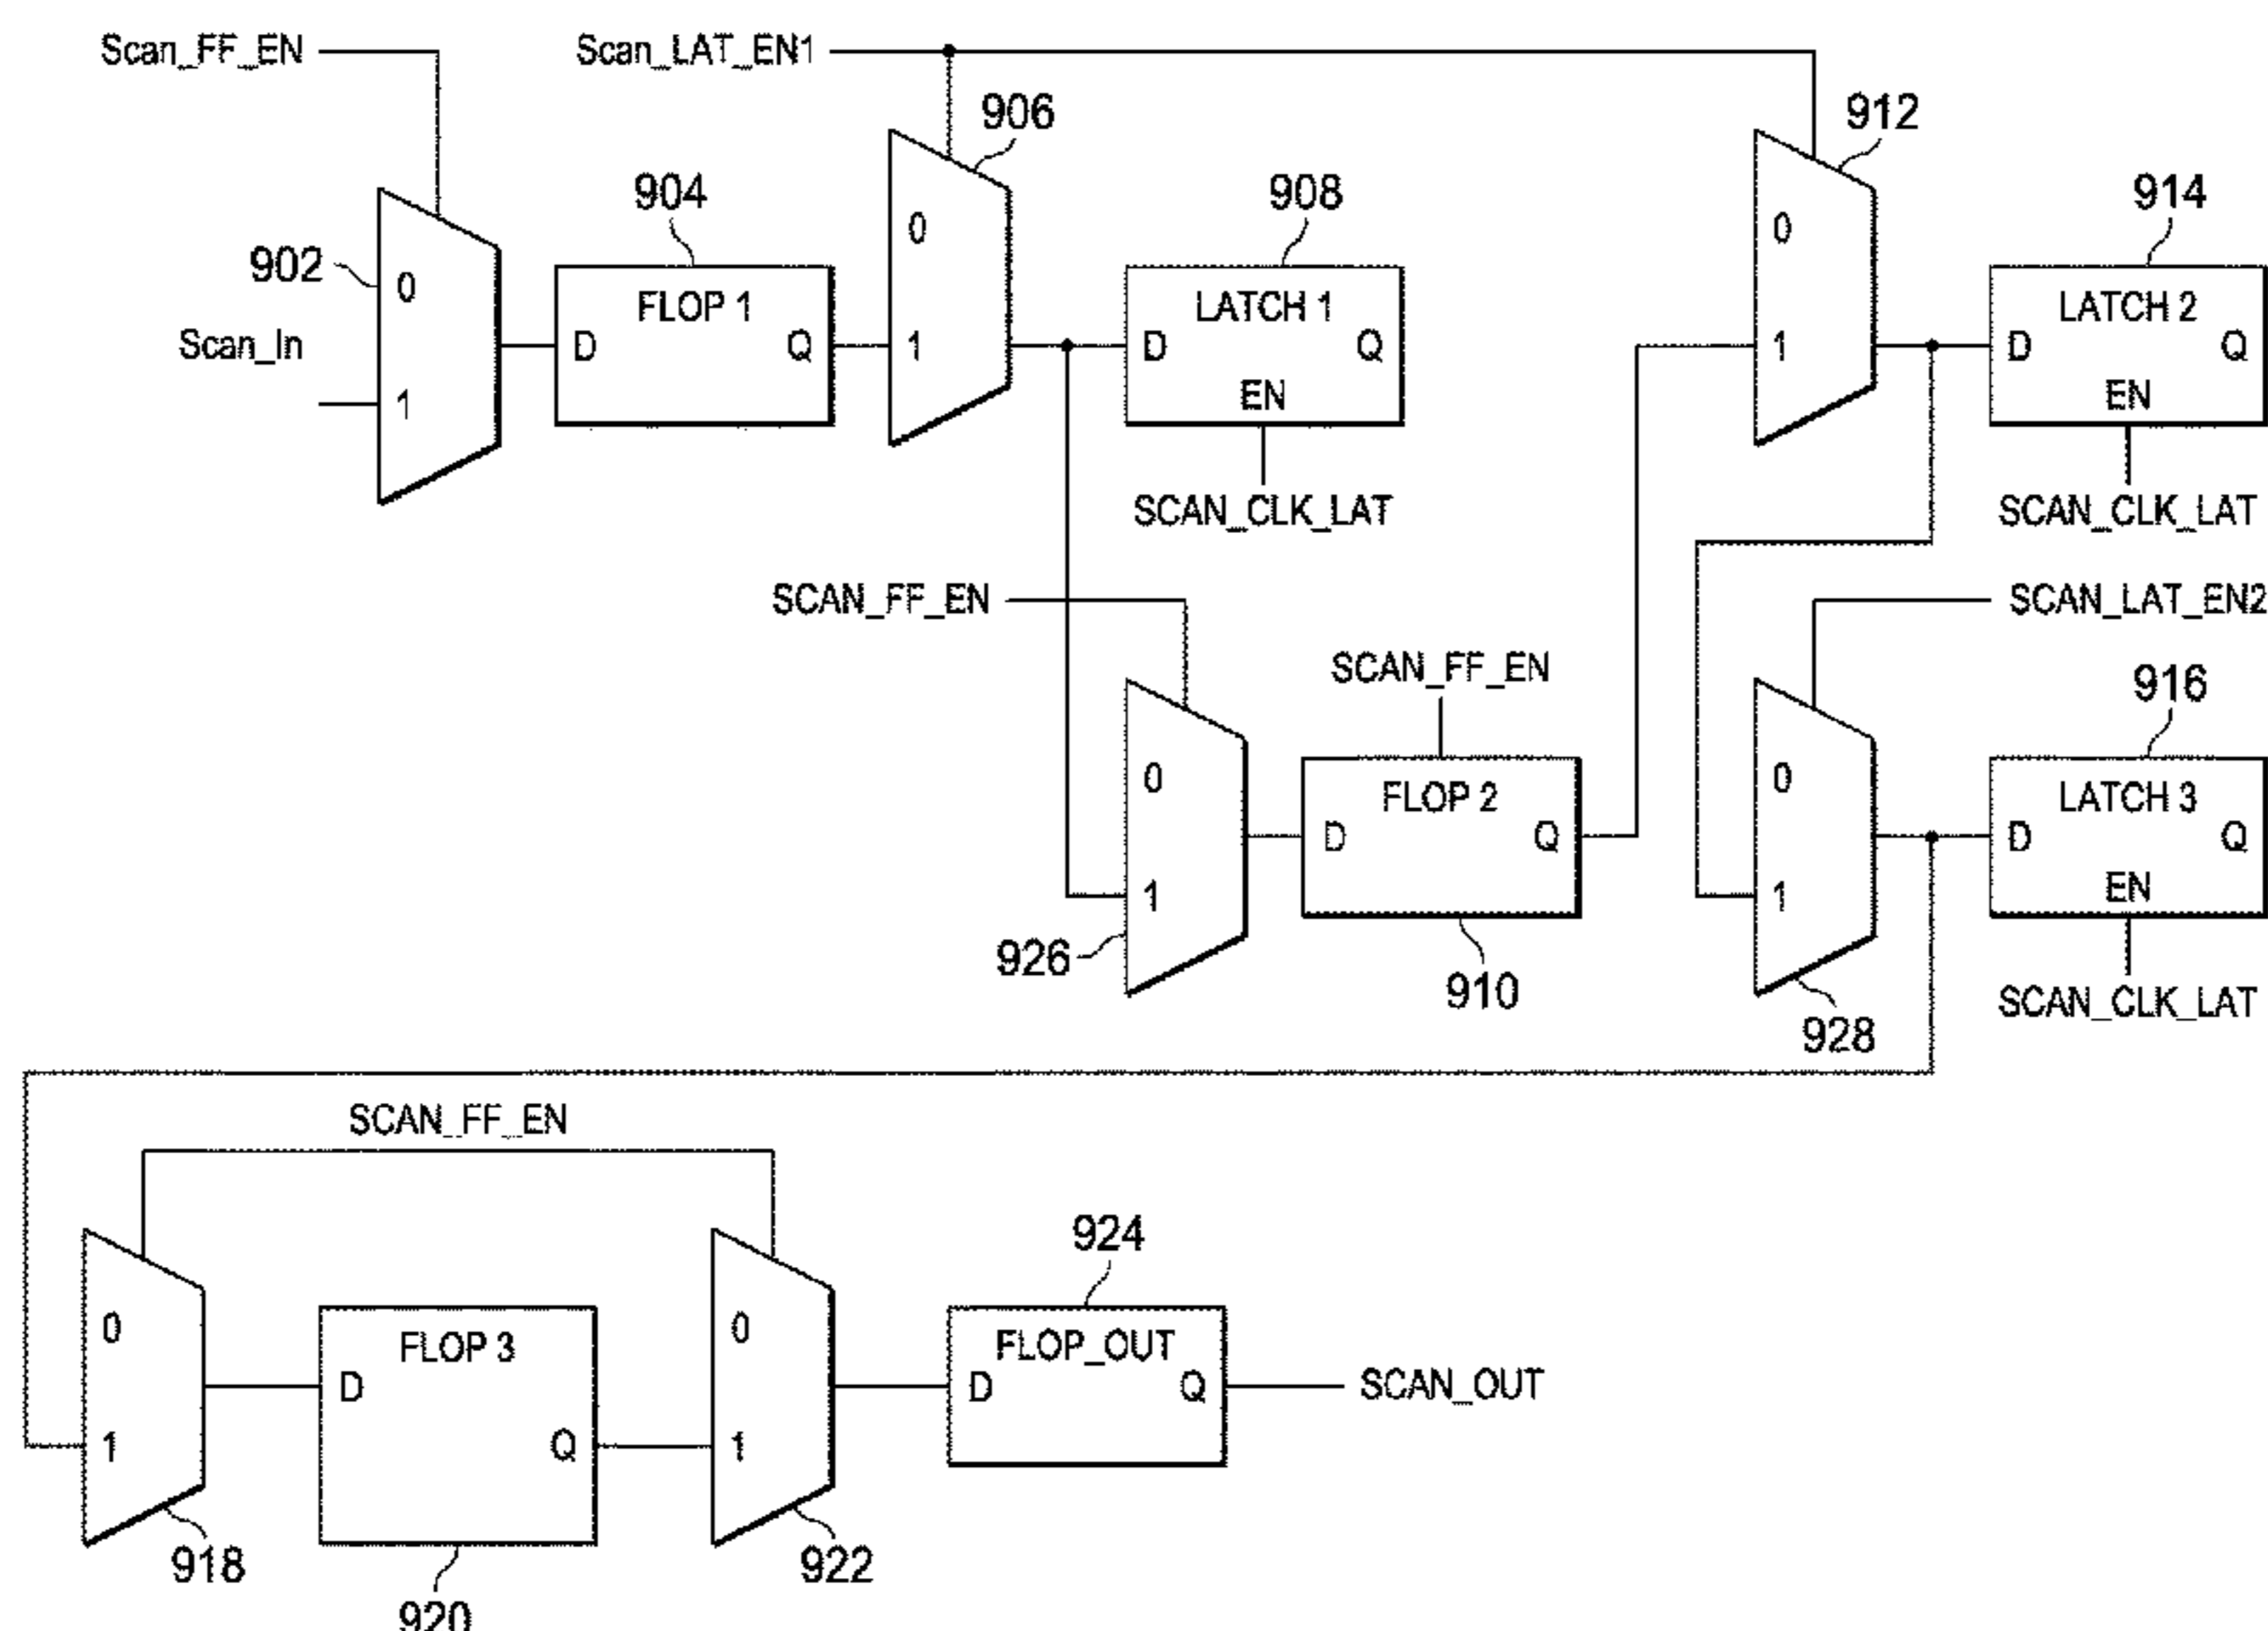 Scan_FF_EN
Scan_LAT_EN1
906
912
904
908
914
902
0
FLOP 1
0
LATCH 1
0
LATCH 2
Scan_In
D
Q
1
D
Q
1
D
Q
1
EN
EN
SCAN_CLK_LAT
SCAN_CLK_LAT
SCAN_FF_EN
SCAN_LAT_EN2
SCAN_FF_EN
916
0
FLOP 2
0
LATCH 3
D
Q
D
Q
1
1
EN
926
910
928
SCAN_CLK_LAT
SCAN_FF_EN
924
0
FLOP 3
0
FLOP_OUT
D
D
Q
SCAN_OUT
1
Q
1
918
922
920